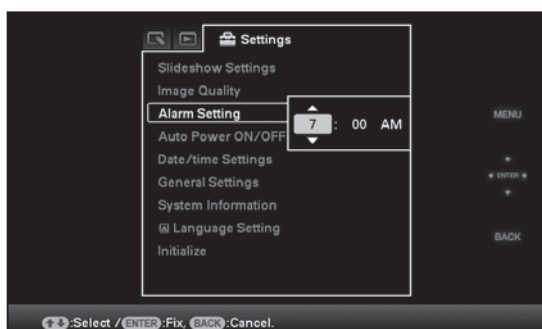 Settings
Slideshow Settings
Image Quality
Alarm Setting
7 : 00 AM
Auto Power ON/OFF
Date/time Settings
General Settings
System Information
A Language Setting
Initialize
MENU
ENTER
BACK
:Select / ENTER :Fix, BACK :Cancel.